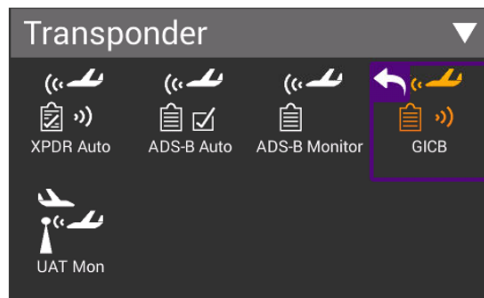 Transponder
XPDR Auto
ADS-B Auto
ADS-B Monitor
GICB
UAT Mon